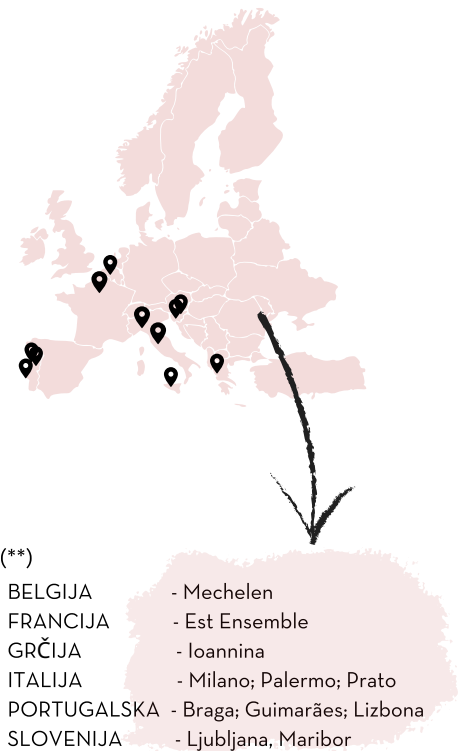 (**)
BELGIJA - Mechelen
FRANCIJA - Est Ensemble
GRČIJA - Ioannina
ITALIJA - Milano; Palermo; Prato
PORTUGALSKA - Braga; Guimarães; Lizbona
SLOVENIJA - Ljubljana, Maribor